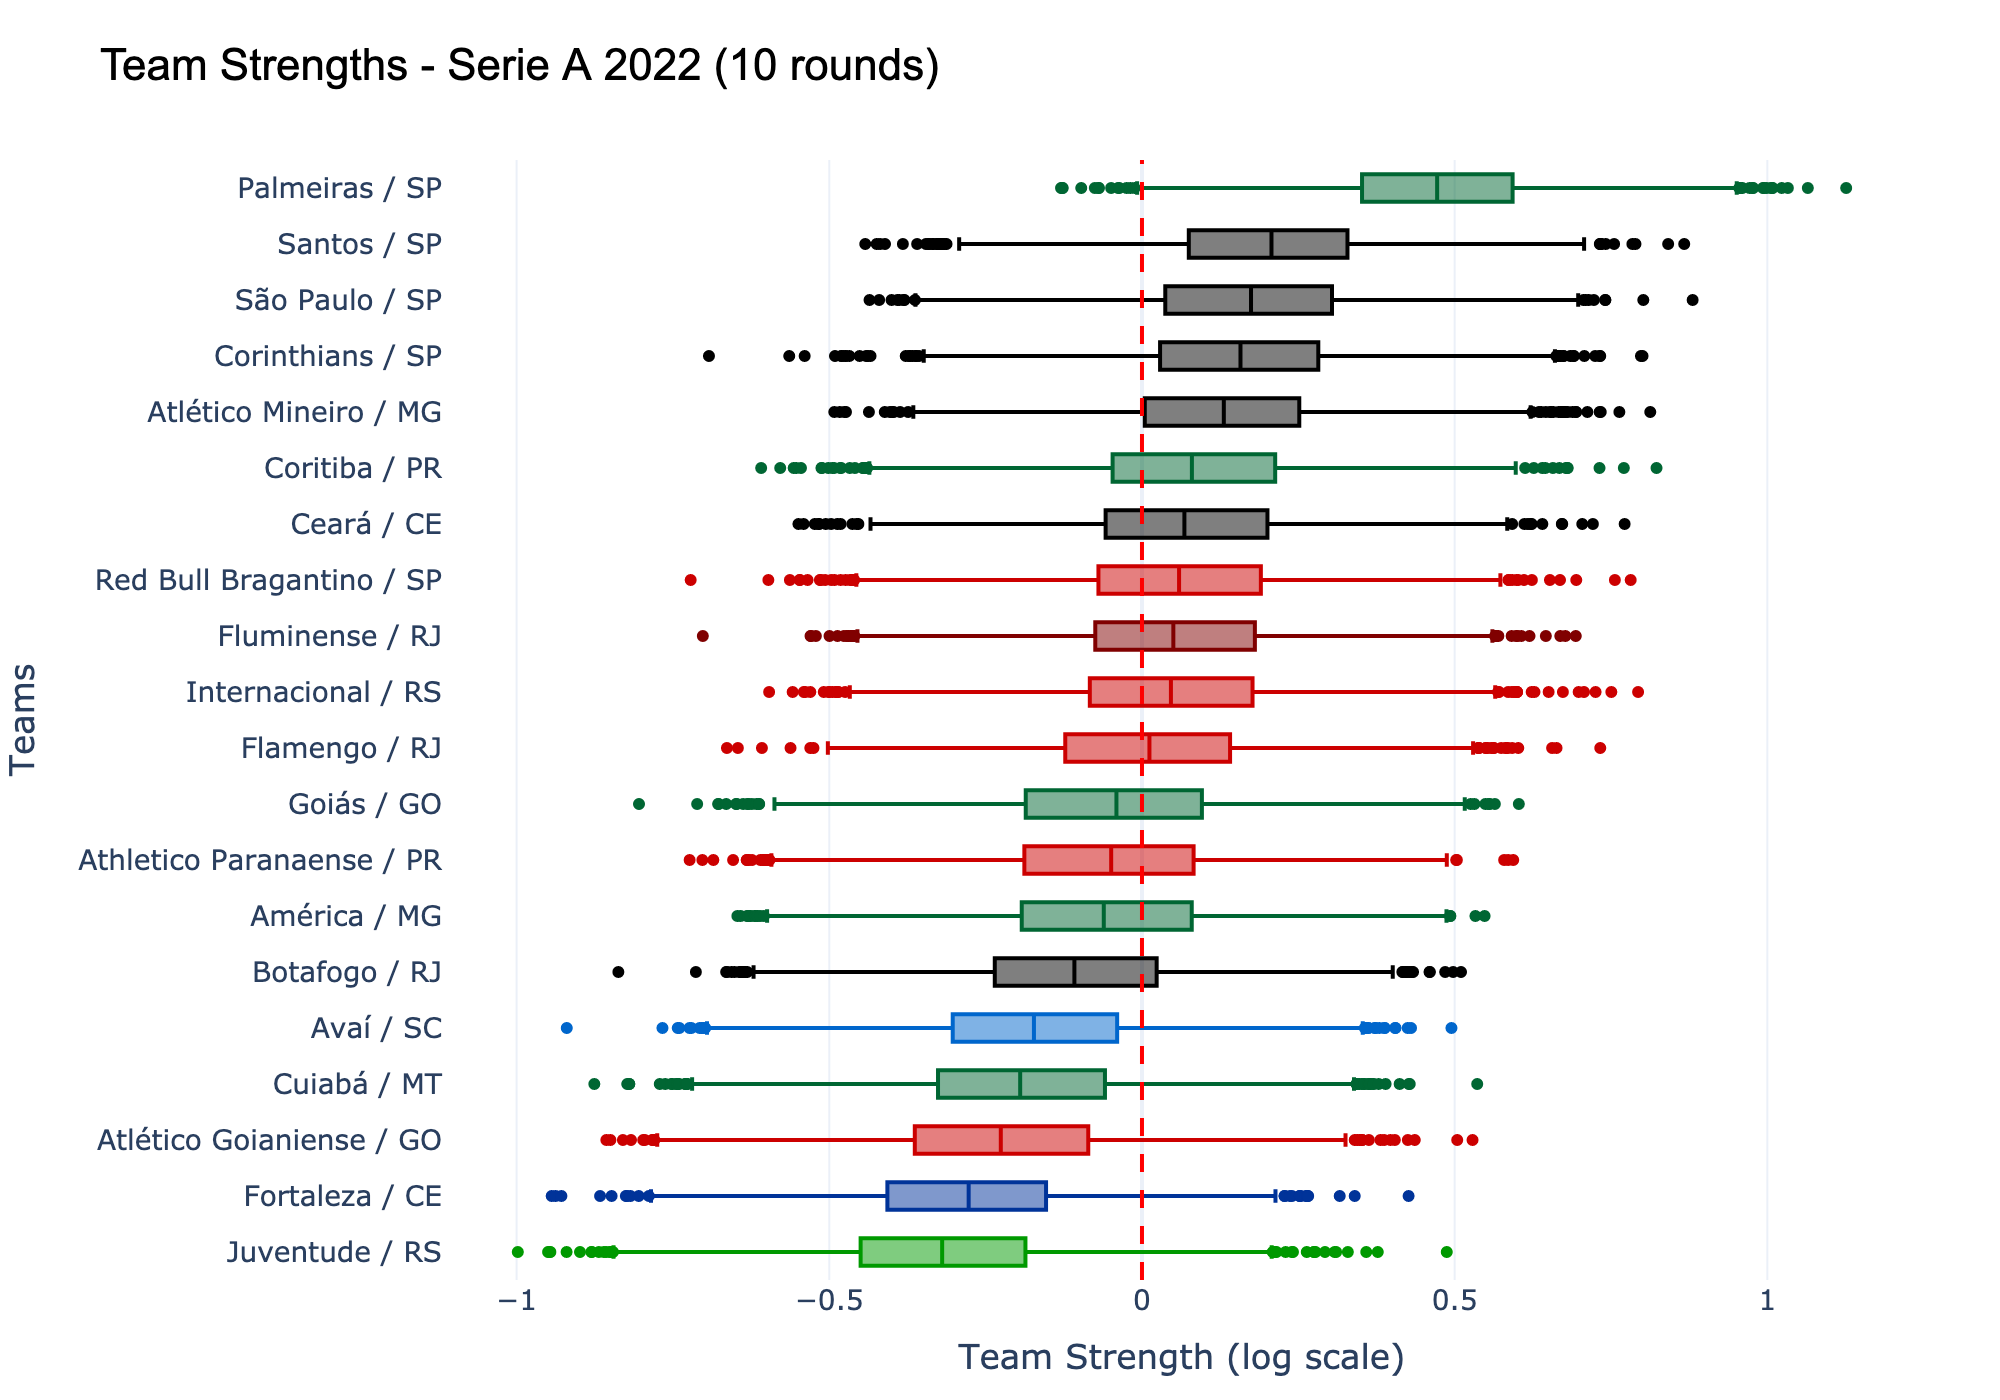 Team Strengths - Serie A 2022 (10 rounds)
Teams
Palmeiras / SP
Santos / SP
São Paulo / SP
Corinthians / SP
Atlético Mineiro / MG
Coritiba / PR
Ceará / CE
Red Bull Bragantino / SP
Fluminense / RJ
Internacional / RS
Flamengo / RJ
Goiás / GO
Athletico Paranaense / PR
América / MG
Botafogo / RJ
Avaí / SC
Cuiabá / MT
Atlético Goianiense / GO
Fortaleza / CE
Juventude / RS
−1 −0.5 0 0.5 1
Team Strength (log scale)